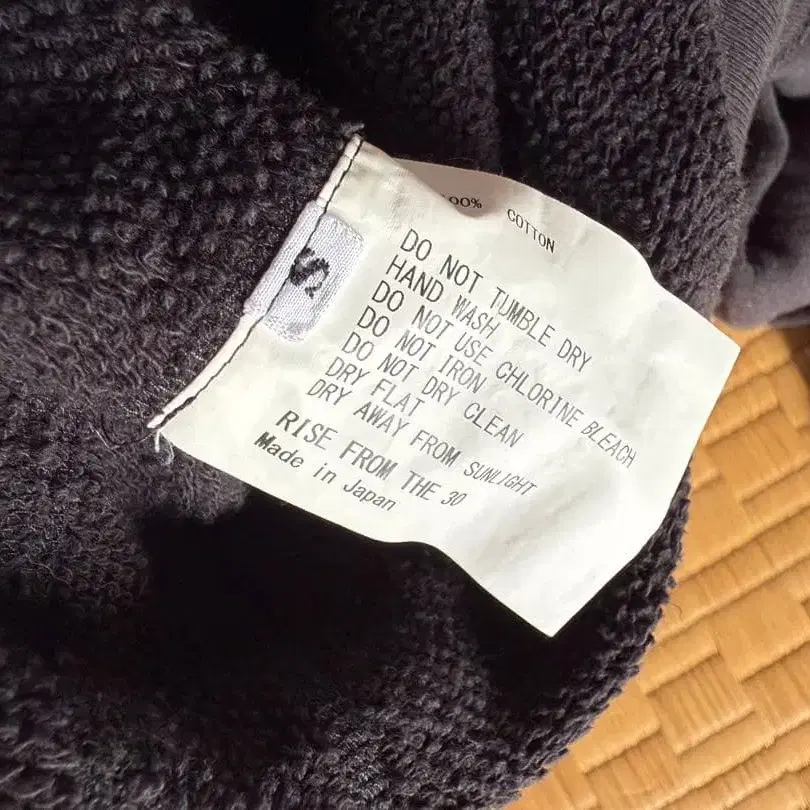 100% COTTON
S
DO NOT TUMBLE DRY
HAND WASH
DO NOT USE CHLORINE BLEACH
DO NOT IRON
DO NOT DRY CLEAN
DRY FLAT
DRY AWAY FROM SUNLIGHT
RISE FROM THE 30
Made in Japan